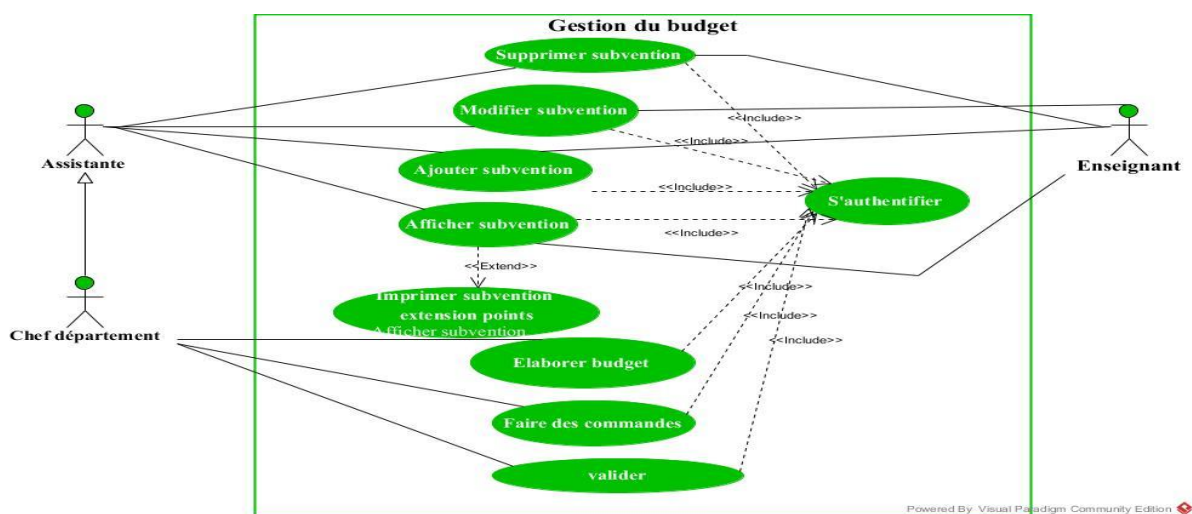 Gestion du budget
Supprimer subvention
Modifier subvention
<<Include>>
<<Include>>
Assistante
Enseignant
Ajouter subvention
<<Include>>
S'authentifier
Afficher subvention
<<Include>>
<<Extend>>
Imprimer subvention
extension points
Afficher subvention
<<Include>>
<<Include>>
<<Include>>
Chef département
Elaborer budget
Faire des commandes
valider
Powered By Visual Paradigm Community Edition